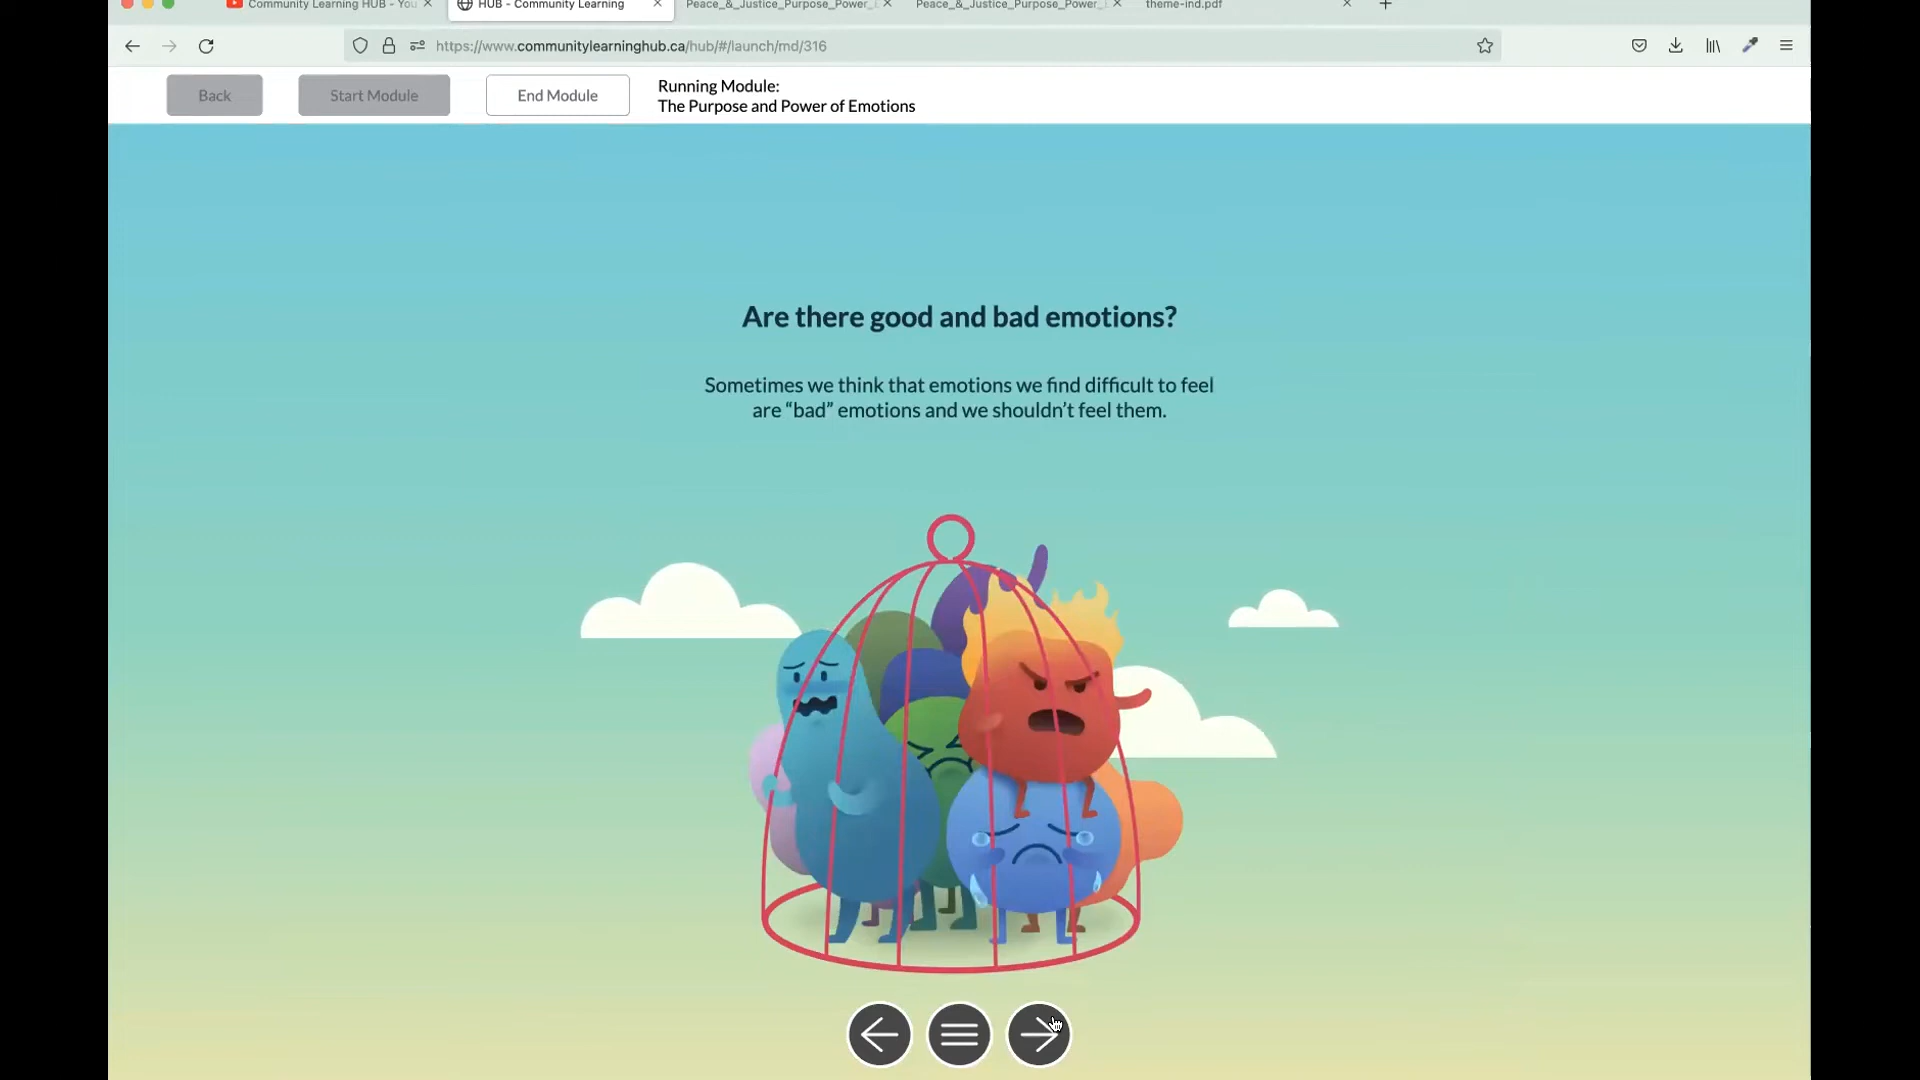 Community Learning HUB - You
HUB - Community Learning
Peace_&_Justice_Purpose_Power_
Peace_&_Justice_Purpose_Power_
theme-ind.pdf
https://www.communitylearninghub.ca/hub/#/launch/md/316
Back
Start Module
End Module
Running Module:
The Purpose and Power of Emotions
Are there good and bad emotions?
Sometimes we think that emotions we find difficult to feel
are “bad” emotions and we shouldn’t feel them.